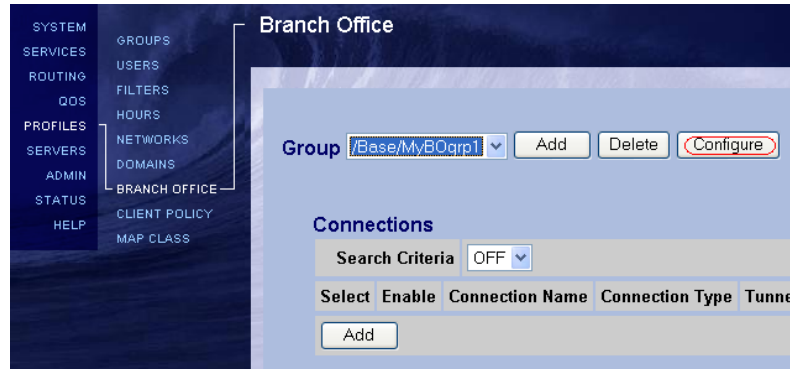 SYSTEM
SERVICES
ROUTING
QOS
PROFILES
SERVERS
ADMIN
STATUS
HELP
GROUPS
USERS
FILTERS
HOURS
NETWORKS
DOMAINS
BRANCH OFFICE
CLIENT POLICY
MAP CLASS
Branch Office
Group /Base/MyBOgrp1 Add Delete Configure
Connections
Search Criteria OFF
Select Enable Connection Name Connection Type Tunne
Add